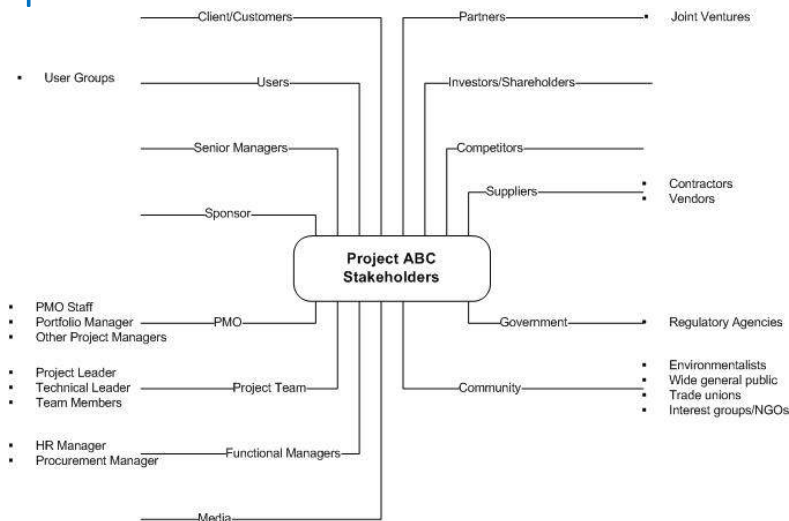 Client/Customers
Partners
Joint Ventures
User Groups
Users
Investors/Shareholders
Senior Managers
Competitors
Suppliers
Contractors
Vendors
Sponsor
Project ABC
Stakeholders
PMO Staff
Portfolio Manager
Other Project Managers
PMO
Government
Regulatory Agencies
Project Leader
Technical Leader
Team Members
Project Team
Community
Environmentalists
Wide general public
Trade unions
Interest groups/NGOs
HR Manager
Procurement Manager
Functional Managers
Media